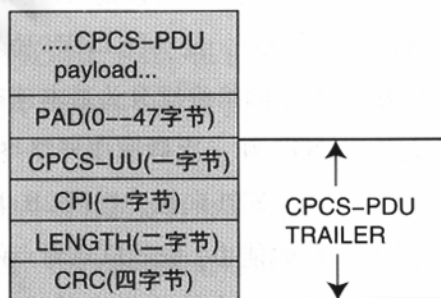 .....CPCS-PDU
payload...
PAD(0--47字节)
CPCS-UU(一字节)
CPI(一字节)
LENGTH(二字节)
CRC(四字节)
CPCS-PDU
TRAILER